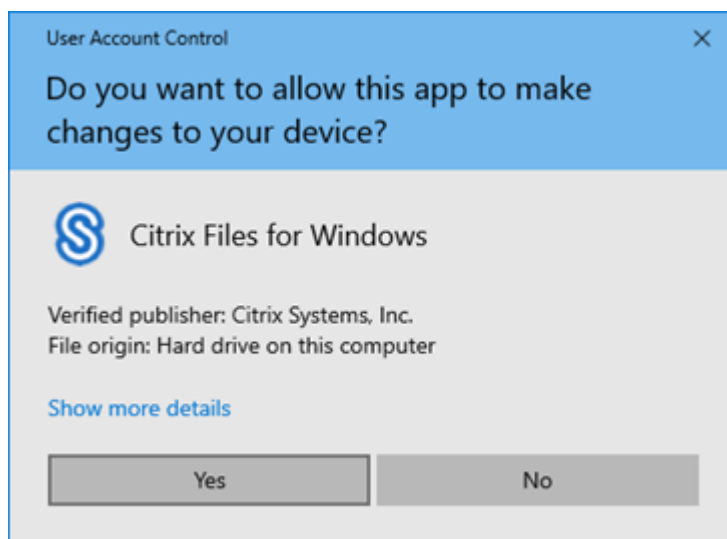 User Account Control
Do you want to allow this app to make
changes to your device?
Citrix Files for Windows
Verified publisher: Citrix Systems, Inc.
File origin: Hard drive on this computer
Show more details
Yes
No